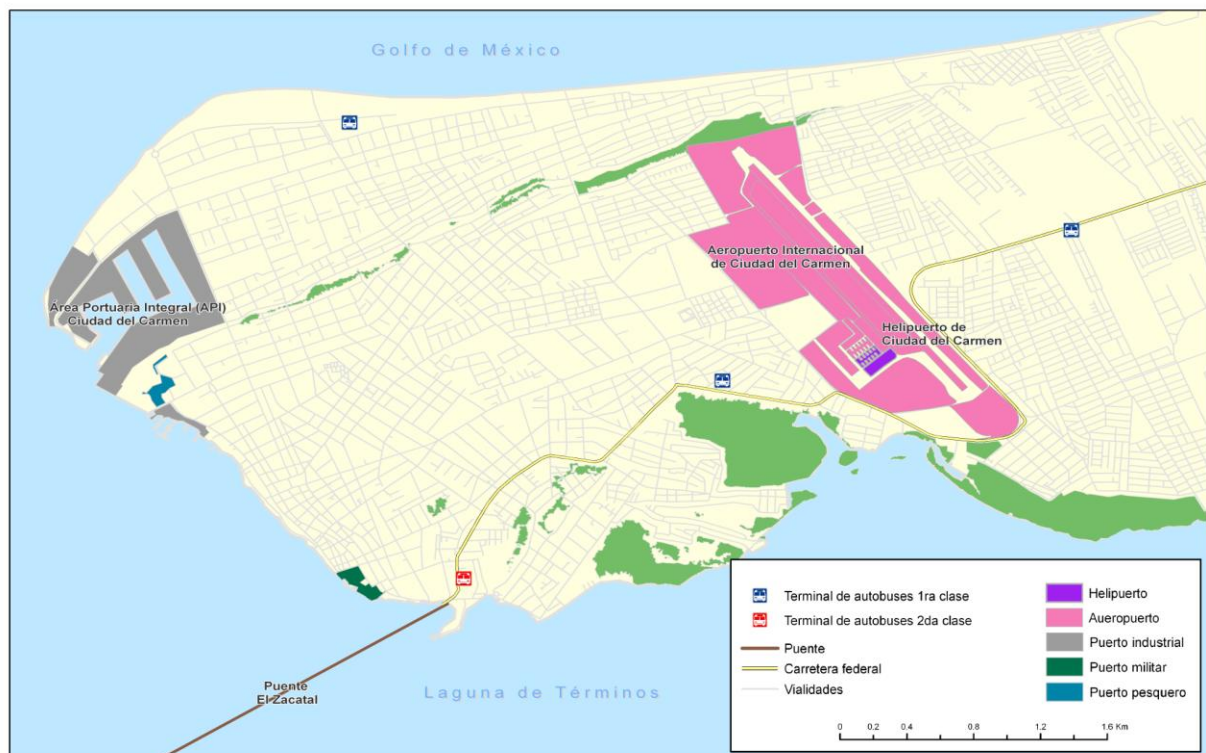 Golfo de México
Aeropuerto Internacional
de Ciudad del Carmen
Área Portuaria Integral (API)
Ciudad del Carmen
Helipuerto de
Ciudad del Carmen
Puente
El Zacatal
Laguna de Términos
Terminal de autobuses 1ra clase
Terminal de autobuses 2da clase
Puente
Carretera federal
Vialidades
Helipuerto
Aueropuerto
Puerto industrial
Puerto militar
Puerto pesquero
0 0.2 0.4 0.8 1.2 1.6 Km